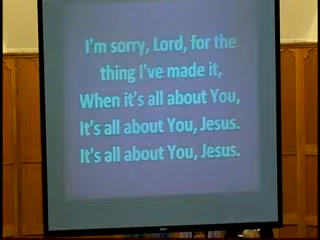 I'm sorry, Lord, for the
thing I've made it,
When it's all about You,
It's all about You, Jesus.
It's all about You, Jesus.